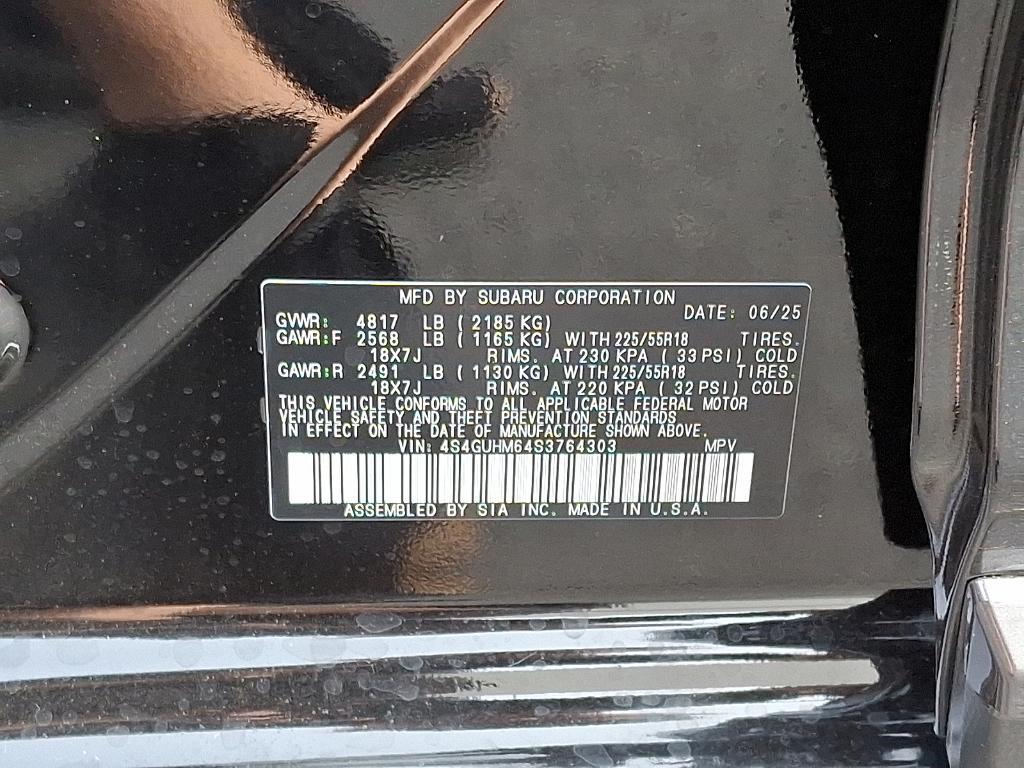 MFD BY SUBARU CORPORATION
DATE: 06/25
GVWR: 4817 LB ( 2185 KG)
GAWR:F 2568 LB ( 1165 KG) WITH 225/55R18 TIRES.
18X7J RIMS. AT 230 KPA ( 33 PSI) COLD
GAWR:R 2491 LB ( 1130 KG) WITH 225/55R18 TIRES.
18X7J RIMS. AT 220 KPA ( 32 PSI) COLD
THIS VEHICLE CONFORMS TO ALL APPLICABLE FEDERAL MOTOR
VEHICLE SAFETY AND THEFT PREVENTION STANDARDS
IN EFFECT ON THE DATE OF MANUFACTURE SHOWN ABOVE.
VIN: 4S4GUHM64S3764303 MPV
ASSEMBLED BY SIA INC. MADE IN U.S.A.